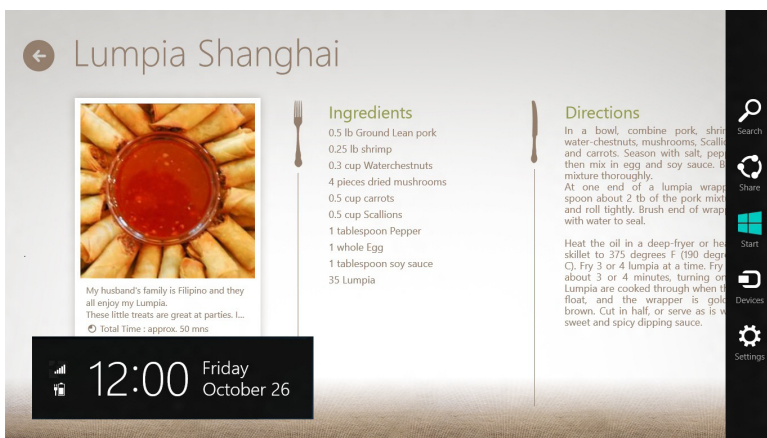 Lumpia Shanghai
My husband's family is Filipino and they
all enjoy my Lumpia.
These little treats are great at parties. I...
Total Time : approx. 50 mns
Ingredients
0.5 lb Ground Lean pork
0.25 lb shrimp
0.3 cup Waterchestnuts
4 pieces dried mushrooms
0.5 cup carrots
0.5 cup Scallions
1 tablespoon Pepper
1 whole Egg
1 tablespoon soy sauce
35 Lumpia
Directions
In a bowl, combine pork,
water-chestnuts, mushrooms,
and carrots. Season with salt,
then mix in egg and soy sauce.
mixture thoroughly.
At one end of a lumpia
spoon about 2 tb of the pork
and roll tightly. Brush end of
with water to seal.
Heat the oil in a deep-fryer or
skillet to 375 degrees F (190
C). Fry 3 or 4 lumpia at a time. Fry
about 3 or 4 minutes, turning
Lumpia are cooked through when
float, and the wrapper is
brown. Cut in half, or serve as is
sweet and spicy dipping sauce.
12:00
Friday
October 26
Search
Share
Start
Devices
Settings